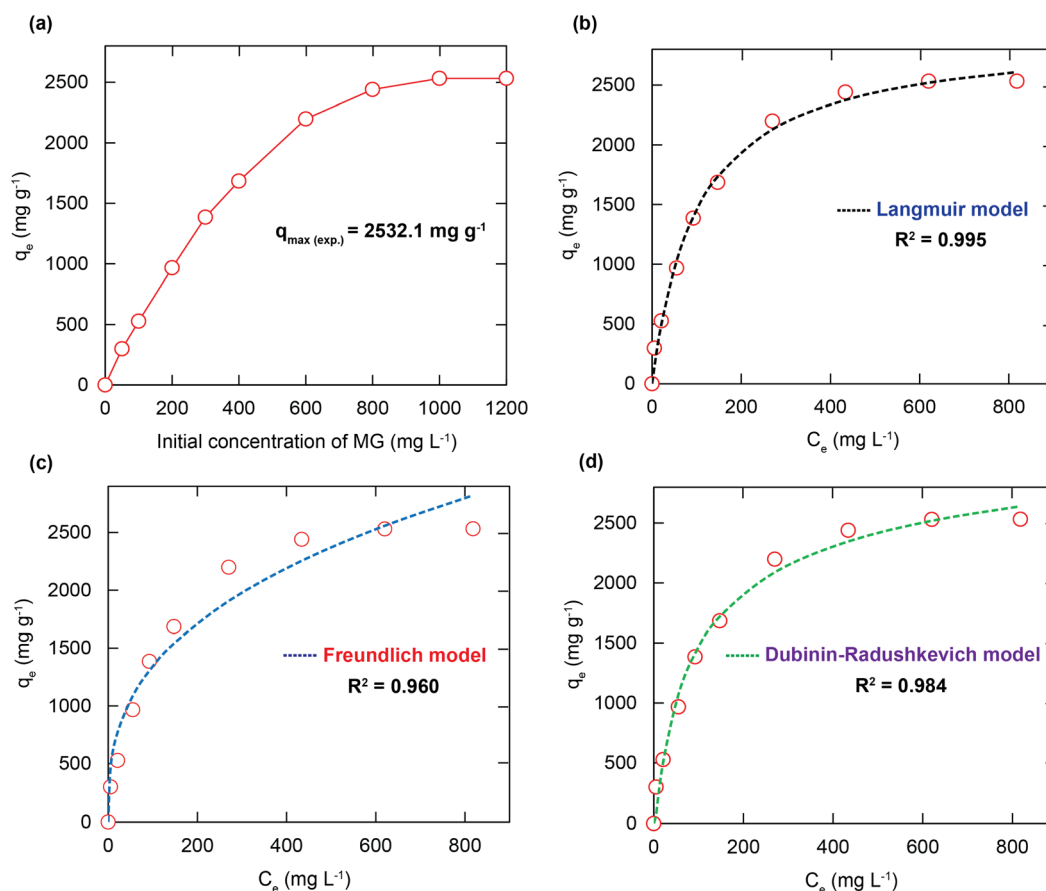 (a)
2500
2000
1500
1000
500
0
qₑ (mg g⁻¹)
q max (exp.) = 2532.1 mg g⁻¹
0 200 400 600 800 1000 1200
Initial concentration of MG (mg L⁻¹)
(b)
2500
2000
1500
1000
500
0
qₑ (mg g⁻¹)
Langmuir model
R² = 0.995
0 200 400 600 800
Cₑ (mg L⁻¹)
(c)
2500
2000
1500
1000
500
0
qₑ (mg g⁻¹)
Freundlich model
R² = 0.960
0 200 400 600 800
Cₑ (mg L⁻¹)
(d)
2500
2000
1500
1000
500
0
qₑ (mg g⁻¹)
Dubinin-Radushkevich model
R² = 0.984
0 200 400 600 800
Cₑ (mg L⁻¹)